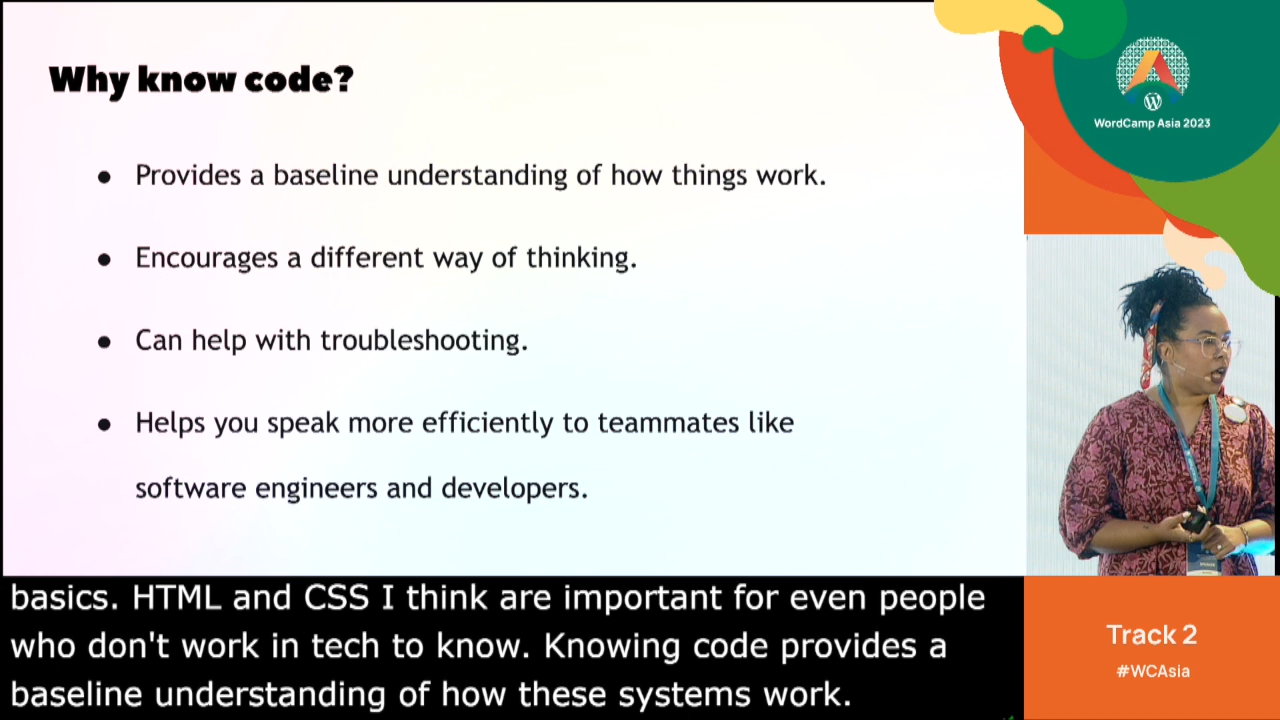 Why know code?
● Provides a baseline understanding of how things work.
● Encourages a different way of thinking.
● Can help with troubleshooting.
● Helps you speak more efficiently to teammates like
software engineers and developers.
WordCamp Asia 2023
basics. HTML and CSS I think are important for even people
who don't work in tech to know. Knowing code provides a
baseline understanding of how these systems work.
Track 2
#WCAsia